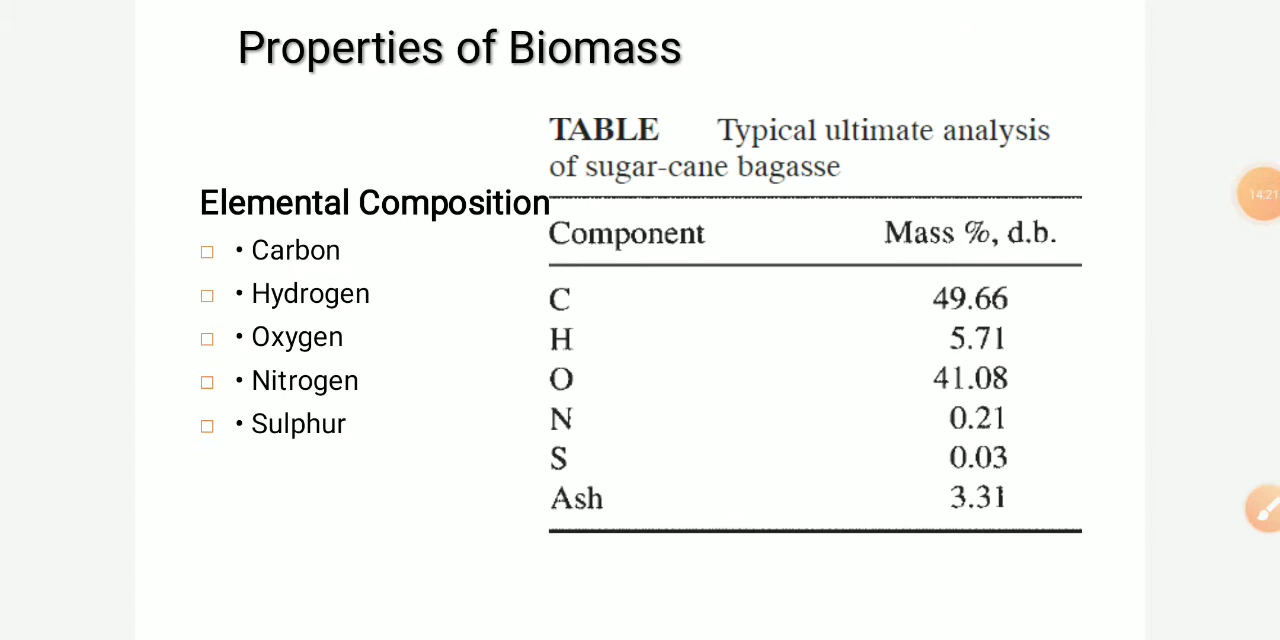 Properties of Biomass
TABLE Typical ultimate analysis
of sugar-cane bagasse
Elemental Composition
• Carbon
• Hydrogen
• Oxygen
• Nitrogen
• Sulphur
Component Mass %, d.b.
C 49.66
H 5.71
O 41.08
N 0.21
S 0.03
Ash 3.31
14:21